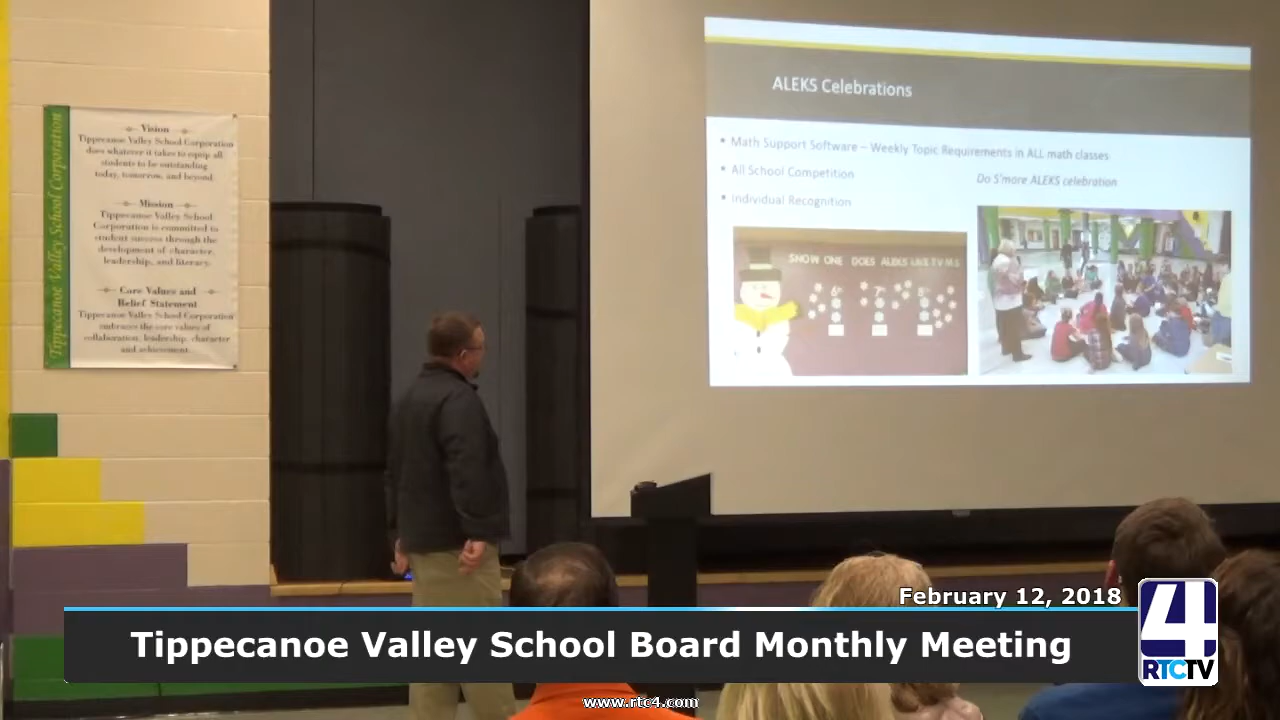 Tippecanoe Valley School Corporation
Vision
Tippecanoe Valley School Corporation
does whatever it takes to equip all
students to be outstanding
today, tomorrow, and beyond.
Mission
Tippecanoe Valley School
Corporation is committed to
student success through the
development of character,
leadership, and literacy.
Core Values and
Belief Statement
Tippecanoe Valley School Corporation
embraces the core values of
collaboration, leadership, character
and achievement.
ALEKS Celebrations
▪ Math Support Software – Weekly Topic Requirements in ALL math classes
▪ All School Competition
▪ Individual Recognition
Do S'more ALEKS celebration
SNOW ONE DOES ALEKS LIKE TVMS
6th 7th 8th
February 12, 2018
Tippecanoe Valley School Board Monthly Meeting
4
RTCTV
www.rtc4.com